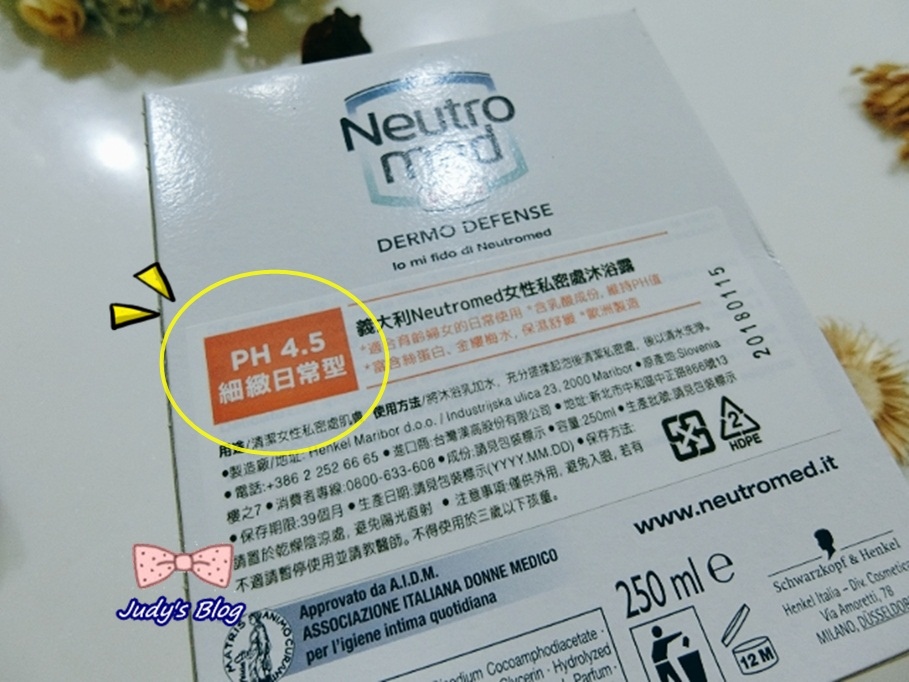 Neutro
med
DERMO DEFENSE
Io mi fido di Neutromed
PH 4.5
細緻日常型
義大利Neutromed女性私密處沐浴露
*適合育齡婦女的日常使用 *含乳酸成份, 維持PH值
*富含絲蛋白、金縷梅水, 保濕舒緩 *歐洲製造
20180115
用途/清潔女性私密處肌膚 使用方法/將沐浴乳加水, 充分搓揉起泡後清潔私密處, 後以清水洗淨。
•製造廠/地址: Henkel Maribor d.o.o. / Industrijska ulica 23, 2000 Maribor •原產地 Slovenia
•電話:+386 2 252 66 65 •進口商:台灣漢高股份有限公司 •地址:新北市中和區中正路866號13
樓之7 •消費者專線:0800-633-608 •成份:請見包裝標示 •容量 250ml •生產批號:請見包裝標示
•保存期限:39個月 •生產日期:請見包裝標示(YYYY.MM.DD) •保存方法:
請置於乾燥陰涼處, 避免陽光直射 •注意事項:僅供外用, 避免入眼, 若有
不適請暫停使用並請教醫師。不得使用於三歲以下孩童。
2
HDPE
www.neutromed.it
Approvato da A.I.D.M.
ASSOCIAZIONE ITALIANA DONNE MEDICO
per l'igiene intima quotidiana
MATRIS ANIMO CURANT
250 ml e
12 M
Schwarzkopf & Henkel
Henkel Italia – Div. Cosmetica
Via Amoretti, 78
MILANO, DÜSSELDORF
Sodium Cocoamphodiacetate ·
Glycerin · Hydrolyzed
Parfum ·
Judy's Blog